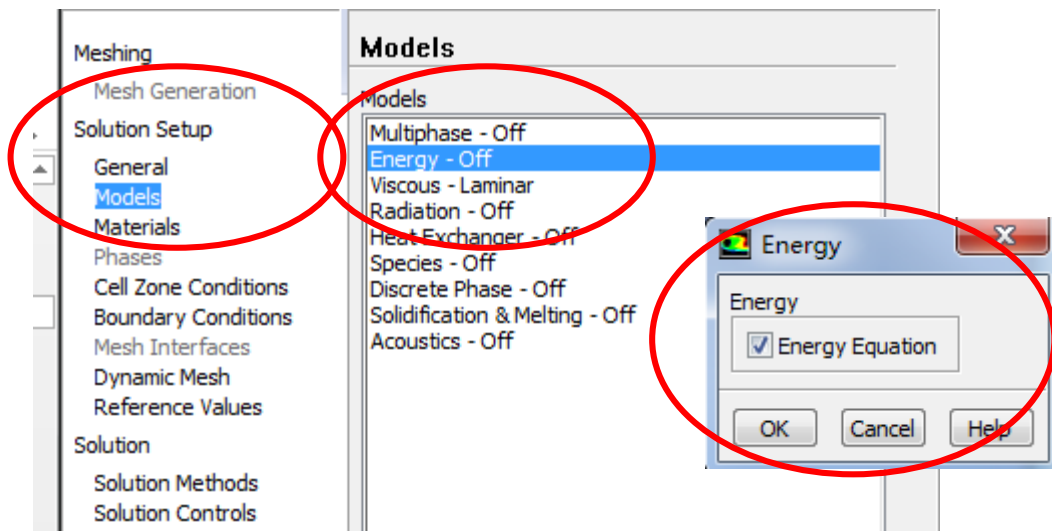 Meshing
Mesh Generation
Solution Setup
General
Models
Materials
Phases
Cell Zone Conditions
Boundary Conditions
Mesh Interfaces
Dynamic Mesh
Reference Values
Solution
Solution Methods
Solution Controls
Models
Models
Multiphase - Off
Energy - Off
Viscous - Laminar
Radiation - Off
Heat Exchanger - Off
Species - Off
Discrete Phase - Off
Solidification & Melting - Off
Acoustics - Off
Energy
Energy
Energy Equation
OK Cancel Help